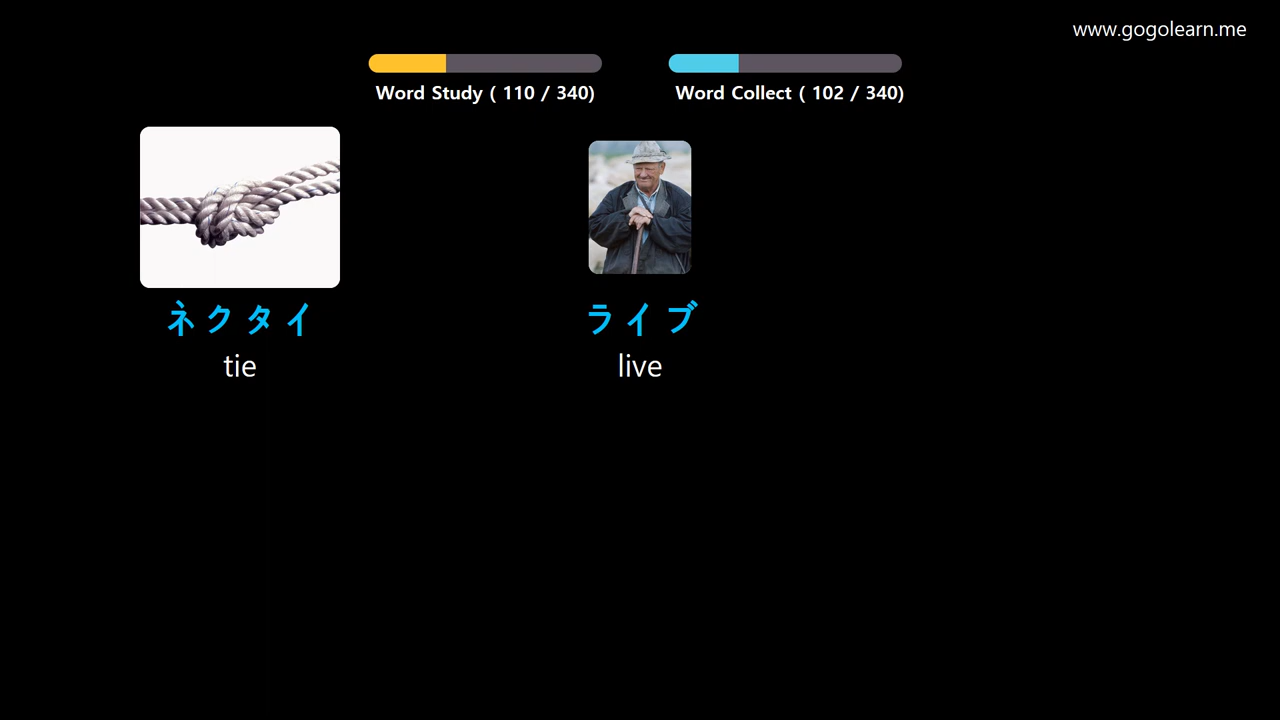 www.gogolearn.me
Word Study ( 110 / 340)
Word Collect ( 102 / 340)
ネクタイ
tie
ライブ
live